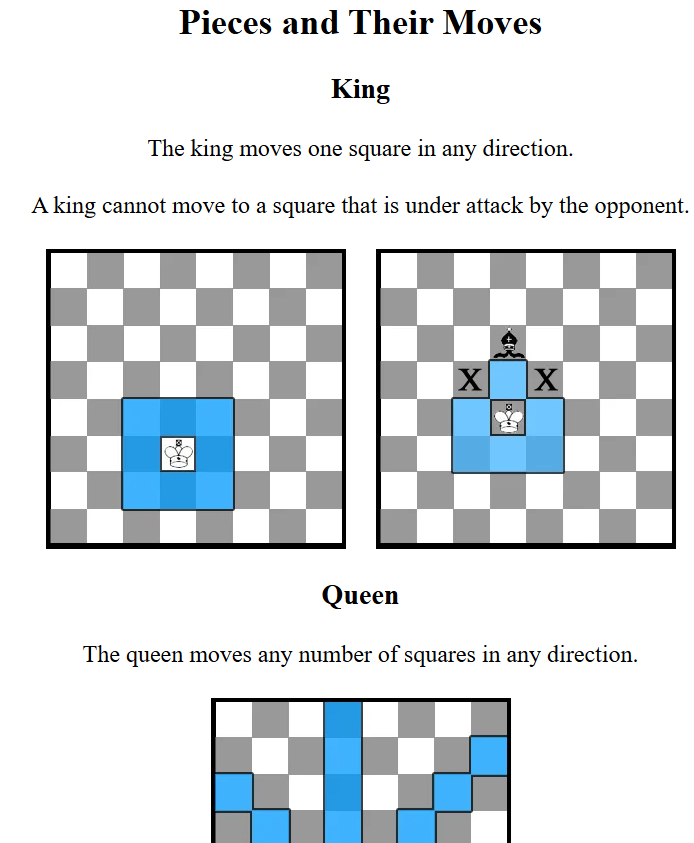 Pieces and Their Moves
King
The king moves one square in any direction.
A king cannot move to a square that is under attack by the opponent.
X X
Queen
The queen moves any number of squares in any direction.